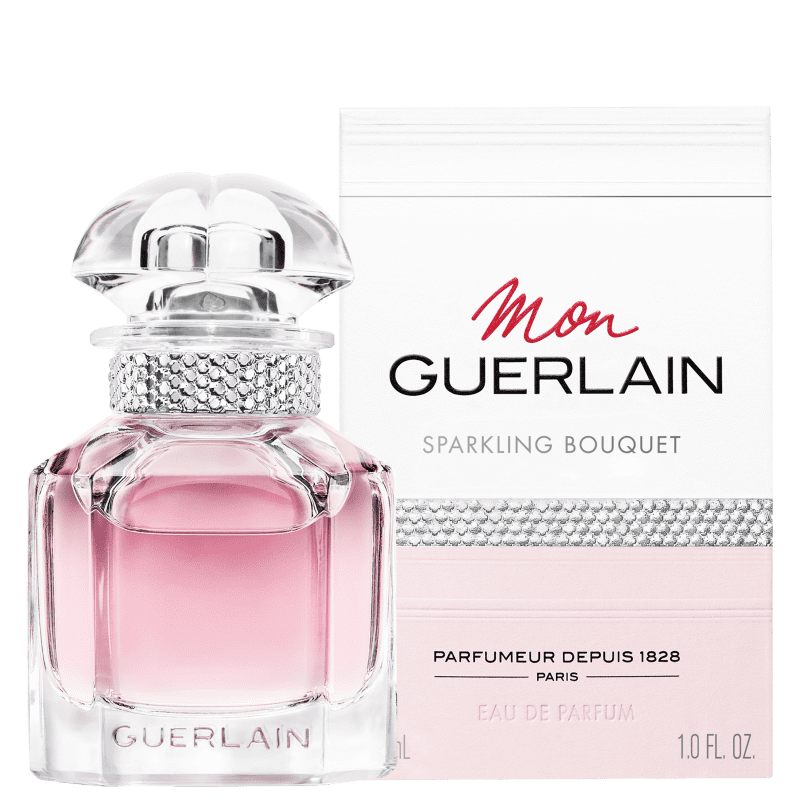 Mon
GUERLAIN
SPARKLING BOUQUET
PARFUMEUR DEPUIS 1828
PARIS
EAU DE PARFUM
1.0 FL. OZ.
GUERLAIN